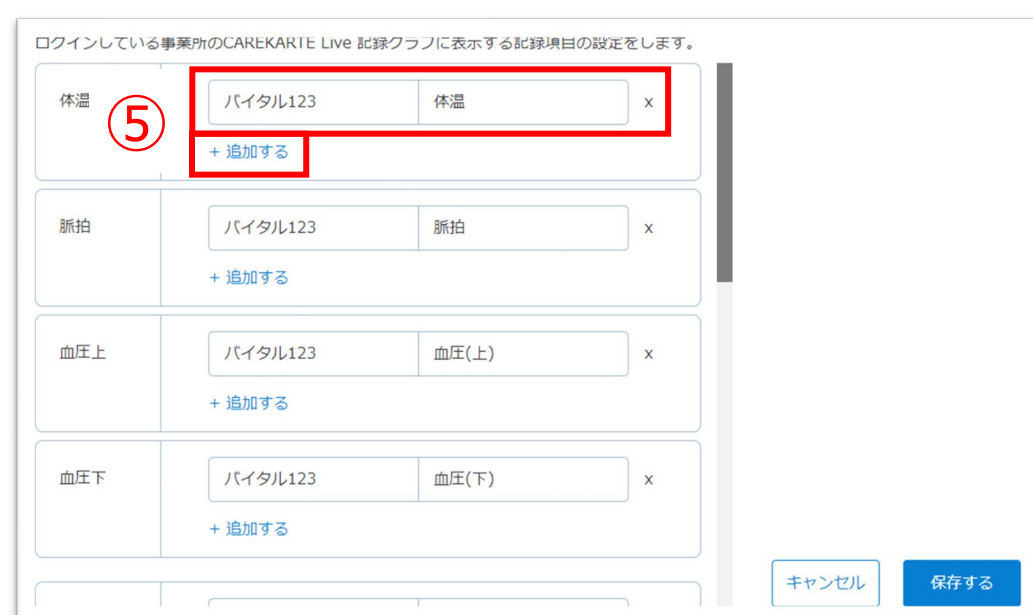 ログインしている事業所のCAREKARTE Live 記録グラフに表示する記録項目の設定をします。
体温 バイタル123 体温 x
⑤
+ 追加する
脈拍 バイタル123 脈拍 x
+ 追加する
血圧上 バイタル123 血圧(上) x
+ 追加する
血圧下 バイタル123 血圧(下) x
+ 追加する
キャンセル 保存する